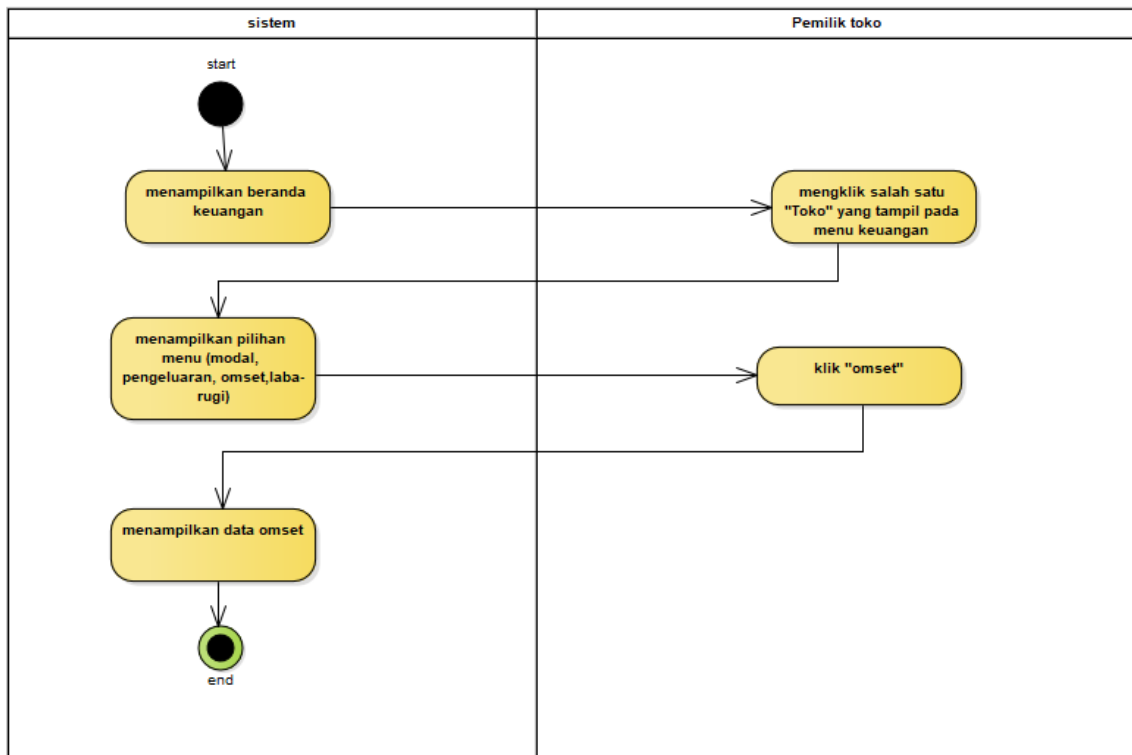 sistem
Pemilik toko
start
menampilkan beranda
keuangan
mengklik salah satu
"Toko" yang tampil pada
menu keuangan
menampilkan pilihan
menu (modal,
pengeluaran, omset,laba-
rugi)
klik "omset"
menampilkan data omset
end